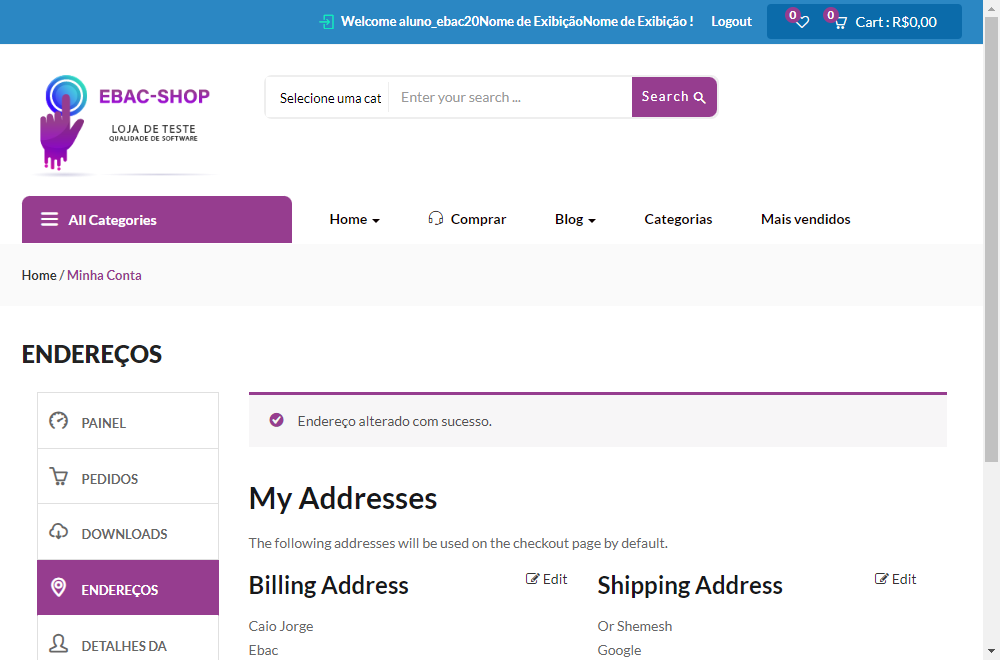 Welcome aluno_ebac20Nome de ExibiçãoNome de Exibição ! Logout 0 0 Cart : R$0,00
EBAC-SHOP
LOJA DE TESTE
QUALIDADE DE SOFTWARE
Selecione uma cat Enter your search ... Search
All Categories Home Comprar Blog Categorias Mais vendidos
Home / Minha Conta
ENDEREÇOS
PAINEL
PEDIDOS
DOWNLOADS
ENDEREÇOS
DETALHES DA
Endereço alterado com sucesso.
My Addresses
The following addresses will be used on the checkout page by default.
Billing Address Edit
Caio Jorge
Ebac
Shipping Address Edit
Or Shemesh
Google